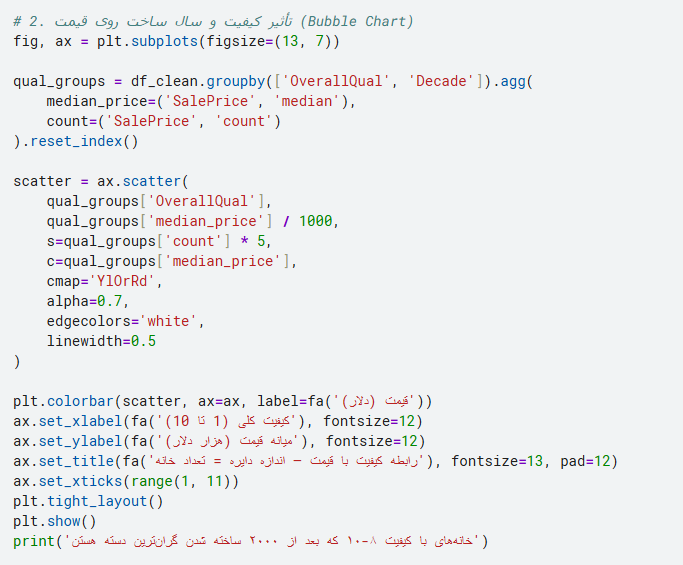 # 2. تأثیر کیفیت و سال ساخت روی قیمت (Bubble Chart)
fig, ax = plt.subplots(figsize=(13, 7))
qual_groups = df_clean.groupby(['OverallQual', 'Decade']).agg(
    median_price=('SalePrice', 'median'),
    count=('SalePrice', 'count')
).reset_index()
scatter = ax.scatter(
    qual_groups['OverallQual'],
    qual_groups['median_price'] / 1000,
    s=qual_groups['count'] * 5,
    c=qual_groups['median_price'],
    cmap='YlOrRd',
    alpha=0.7,
    edgecolors='white',
    linewidth=0.5
)
plt.colorbar(scatter, ax=ax, label=fa('قیمت (دلار)'))
ax.set_xlabel(fa('کیفیت کلی (1 تا 10)'), fontsize=12)
ax.set_ylabel(fa('میانه قیمت (هزار دلار)'), fontsize=12)
ax.set_title(fa('رابطه کیفیت با قیمت — اندازه دایره = تعداد خانه'), fontsize=13, pad=12)
ax.set_xticks(range(1, 11))
plt.tight_layout()
plt.show()
print('خانه‌های با کیفیت ۸-۱۰ که بعد از ۲۰۰۰ ساخته شدن گران‌ترین دسته هستن')